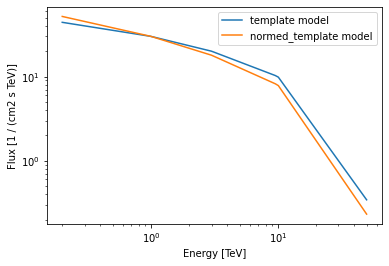 template model
normed_template model
Flux [1 / (cm2 s TeV)]
10¹
10⁰
10⁰
10¹
Energy [TeV]